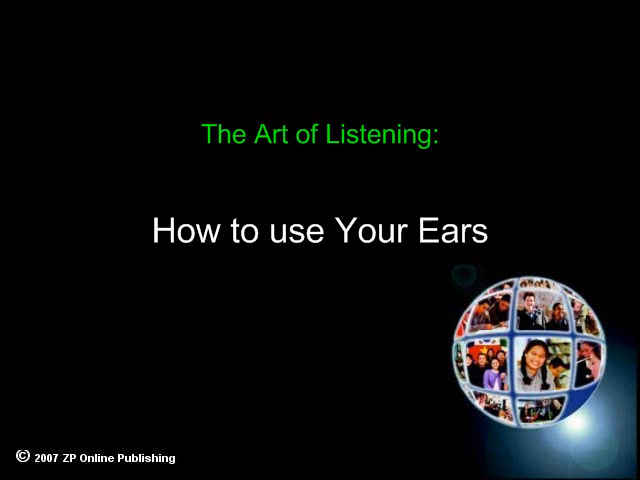 The Art of Listening:
How to use Your Ears
© 2007 ZP Online Publishing